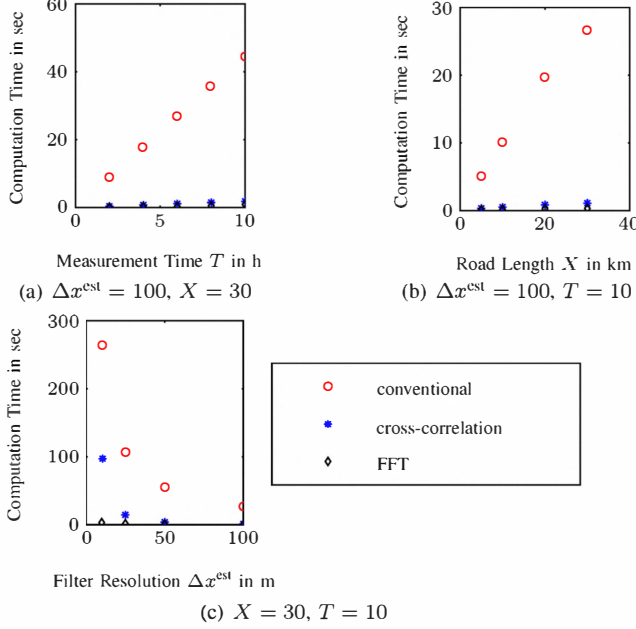 60
40
20
0
0 5 10
Computation Time in sec
Measurement Time T in h
(a) Δx^est = 100, X = 30
30
20
10
0
0 20 40
Computation Time in sec
Road Length X in km
(b) Δx^est = 100, T = 10
300
200
100
0
0 50 100
Computation Time in sec
Filter Resolution Δx^est in m
(c) X = 30, T = 10
conventional
cross-correlation
FFT